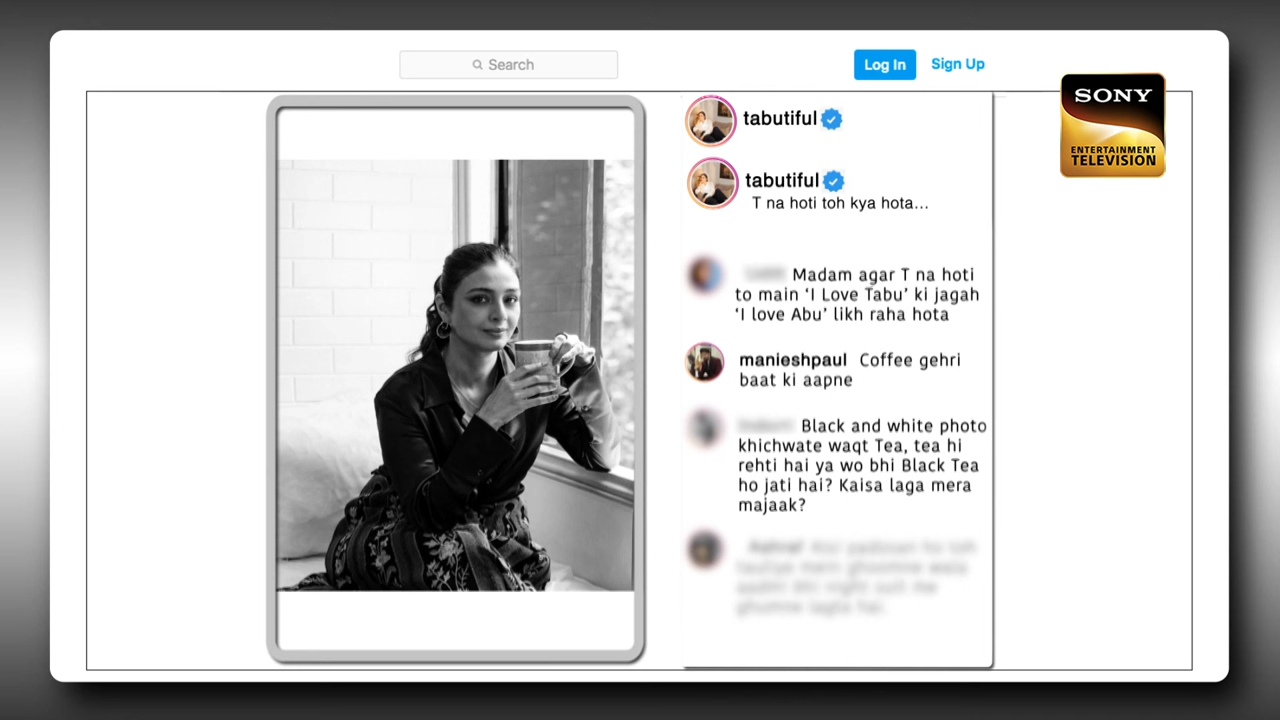 Search
Log In
Sign Up
SONY
ENTERTAINMENT
TELEVISION
tabutiful
tabutiful
T na hoti toh kya hota...
Madam agar T na hoti
to main ‘I Love Tabu’ ki jagah
‘I love Abu’ likh raha hota
manieshpaul Coffee gehri
baat ki aapne
Black and white photo
khichwate waqt Tea, tea hi
rehti hai ya wo bhi Black Tea
ho jati hai? Kaisa laga mera
majaak?